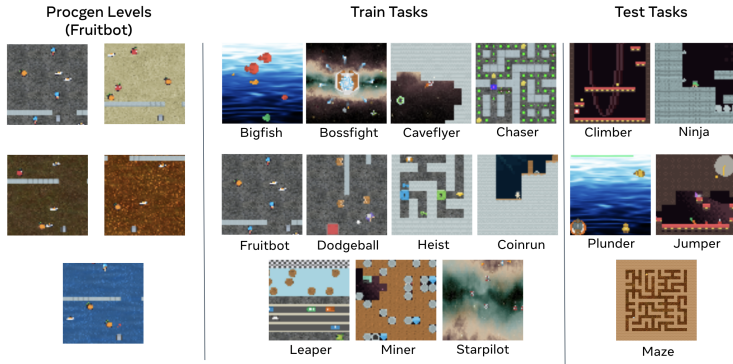 Procgen Levels
(Fruitbot)
Train Tasks
Test Tasks
Bigfish
Bossfight
Caveflyer
Chaser
Climber
Ninja
Fruitbot
Dodgeball
Heist
Coinrun
Plunder
Jumper
Leaper
Miner
Starpilot
Maze